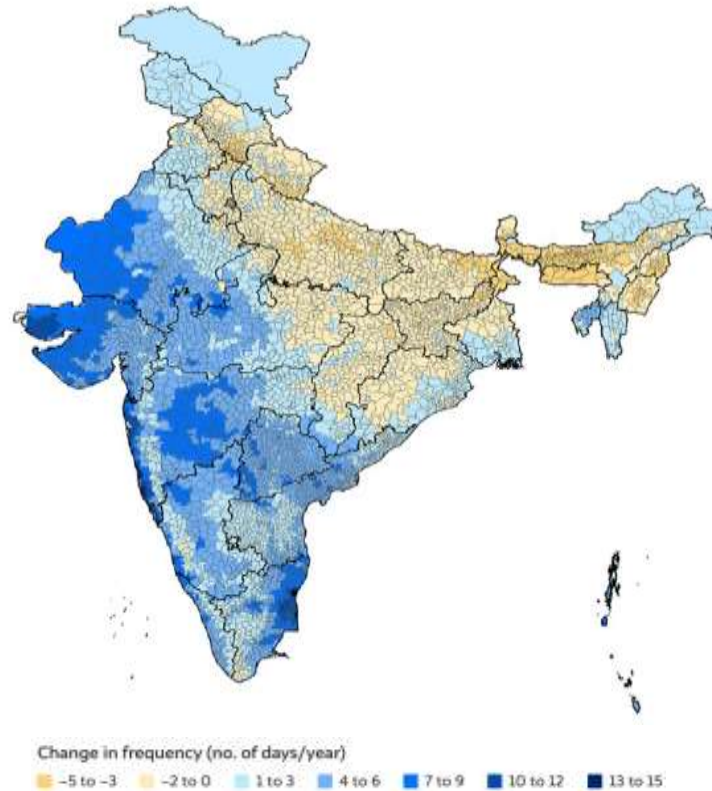 Change in frequency (no. of days/year)
−5 to −3 −2 to 0 1 to 3 4 to 6 7 to 9 10 to 12 13 to 15